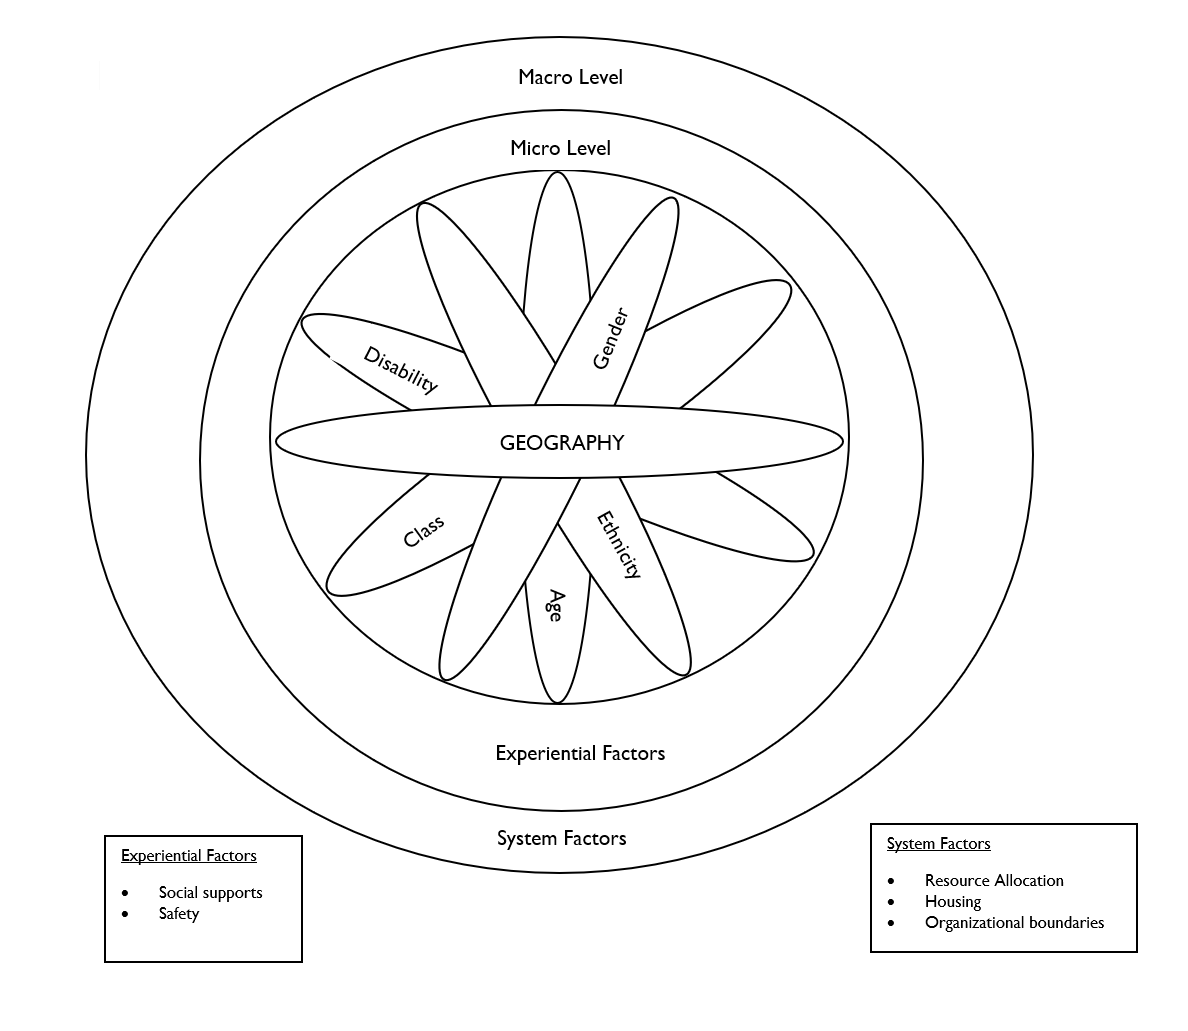 Macro Level
Micro Level
Gender
Disability
GEOGRAPHY
Class
Ethnicity
Age
Experiential Factors
System Factors
Experiential Factors
• Social supports
• Safety
System Factors
• Resource Allocation
• Housing
• Organizational boundaries